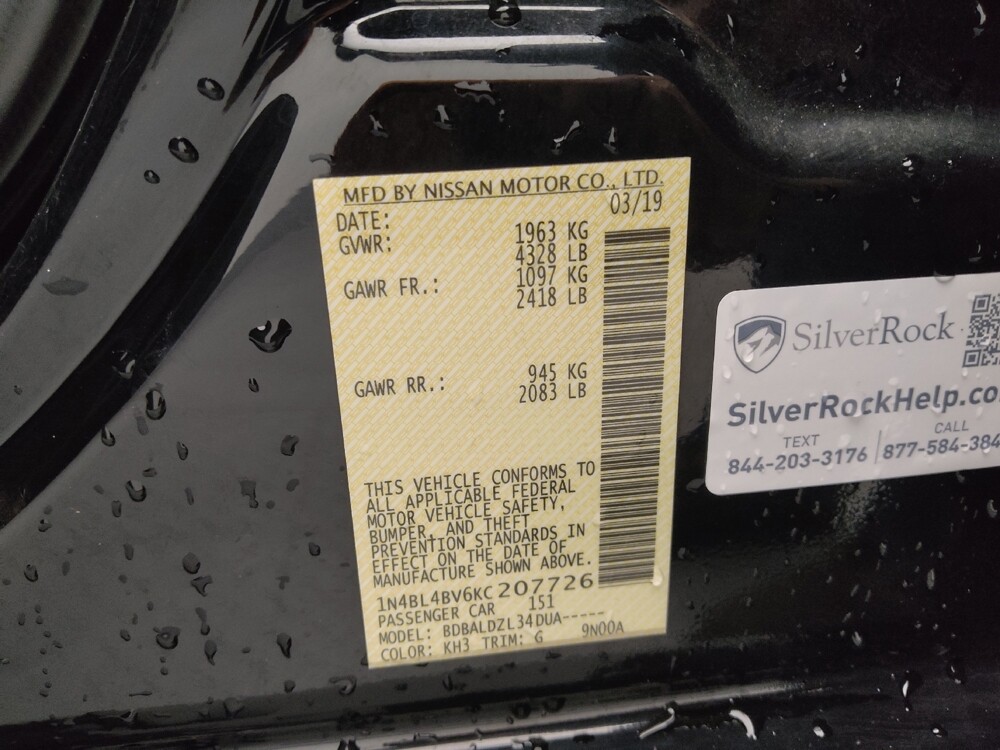 MFD BY NISSAN MOTOR CO., LTD.
DATE: 03/19
GVWR: 1963 KG
4328 LB
GAWR FR.: 1097 KG
2418 LB
GAWR RR.: 945 KG
2083 LB
THIS VEHICLE CONFORMS TO
ALL APPLICABLE FEDERAL
MOTOR VEHICLE SAFETY,
BUMPER, AND THEFT
PREVENTION STANDARDS IN
EFFECT ON THE DATE OF
MANUFACTURE SHOWN ABOVE.
1N4BL4BV6KC207726
PASSENGER CAR 151
MODEL: BDBALDZL34DUA-----
COLOR: KH3 TRIM: G 9N00A
SilverRock
SilverRockHelp.co
TEXT CALL
844-203-3176 877-584-384